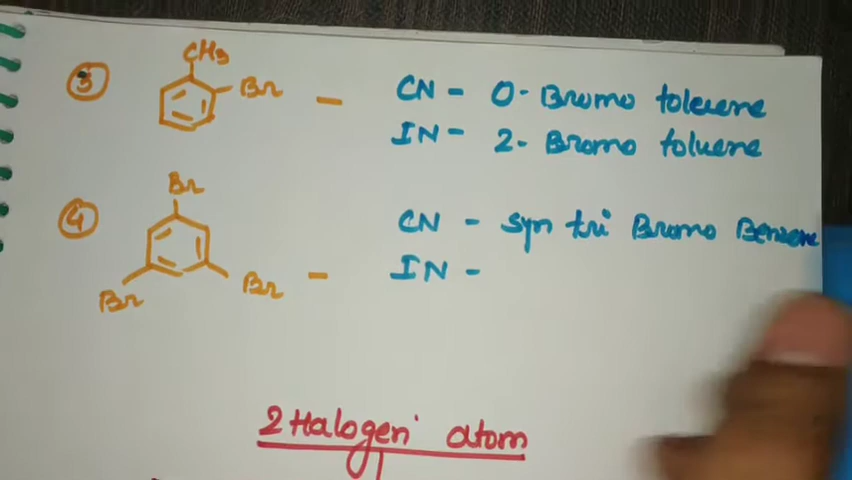 3 CH3 Br - CN - O- Bromo toluene
IN - 2- Bromo toluene
4 Br Br Br - CN - Syn tri Bromo Benzene
IN -
2 Halogen atom